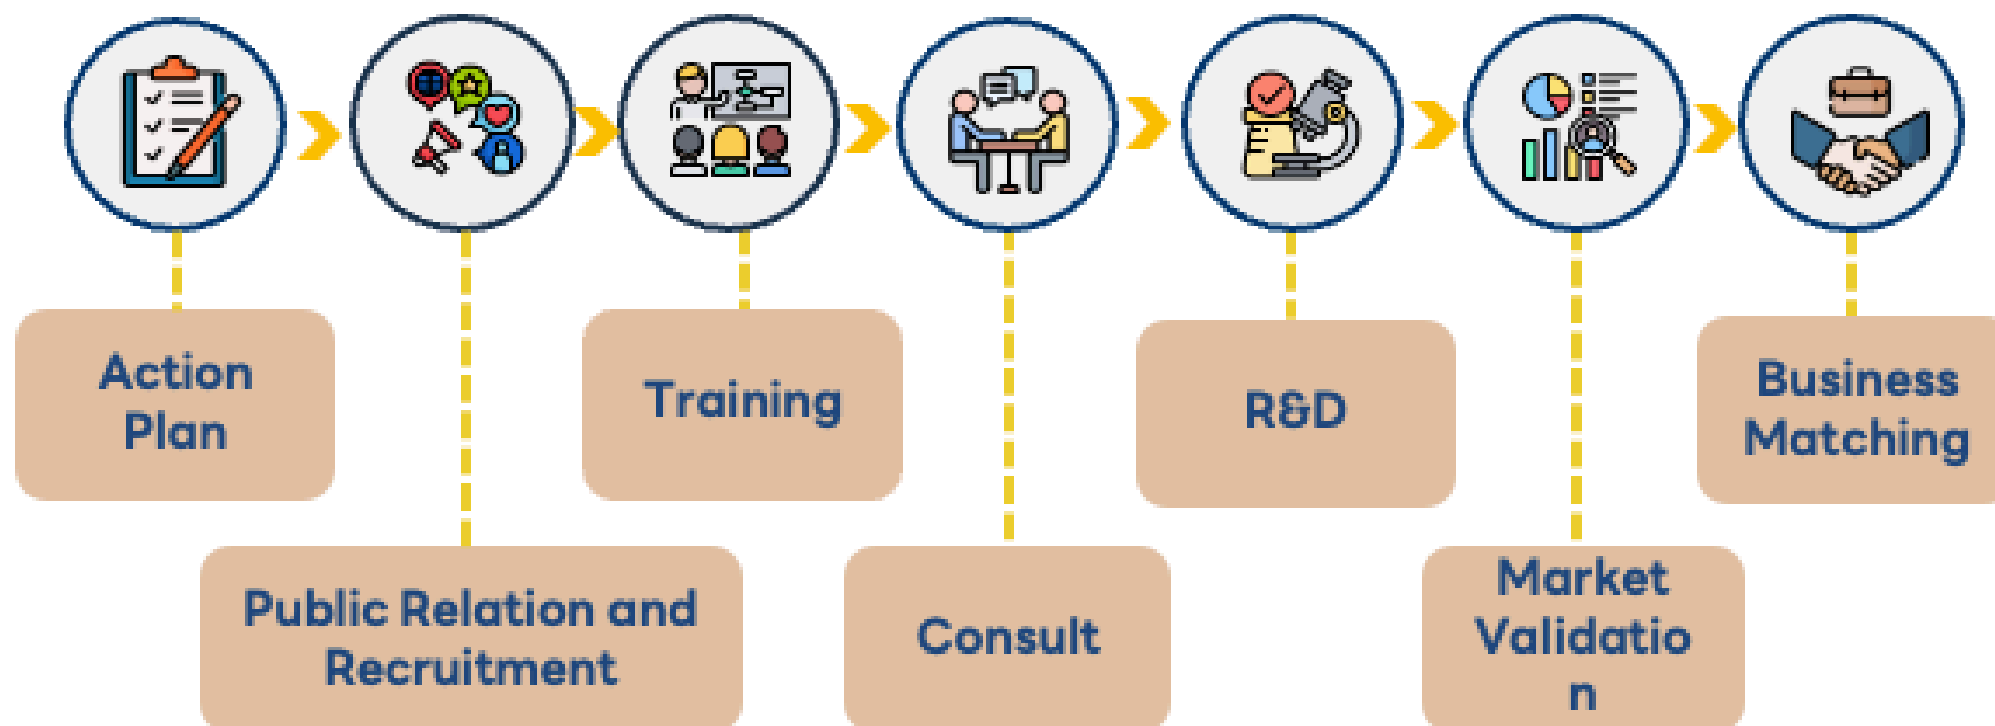 Action
Plan
Public Relation and
Recruitment
Training
Consult
R&D
Market
Validatio
n
Business
Matching